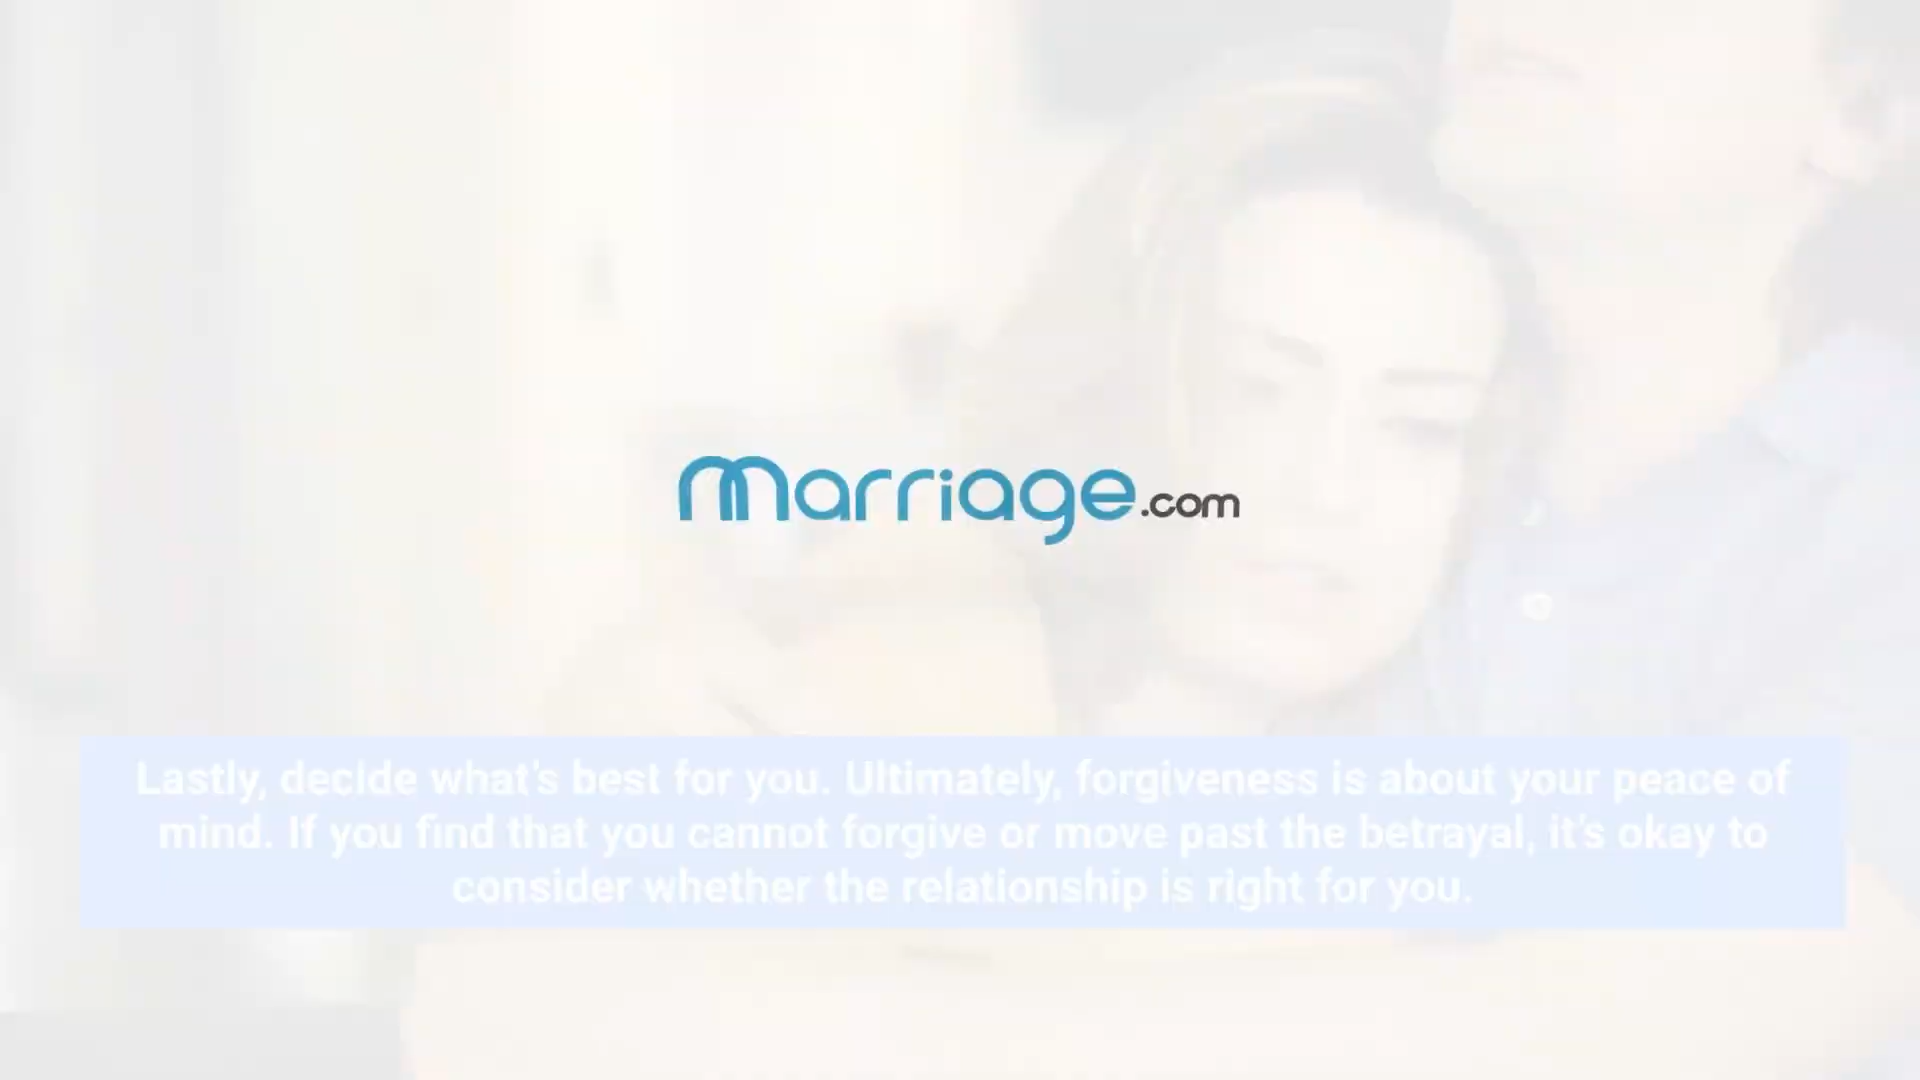 Marriage.com
Lastly, decide what's best for you. Ultimately, forgiveness is about your peace of
mind. If you find that you cannot forgive or move past the betrayal, it's okay to
consider whether the relationship is right for you.